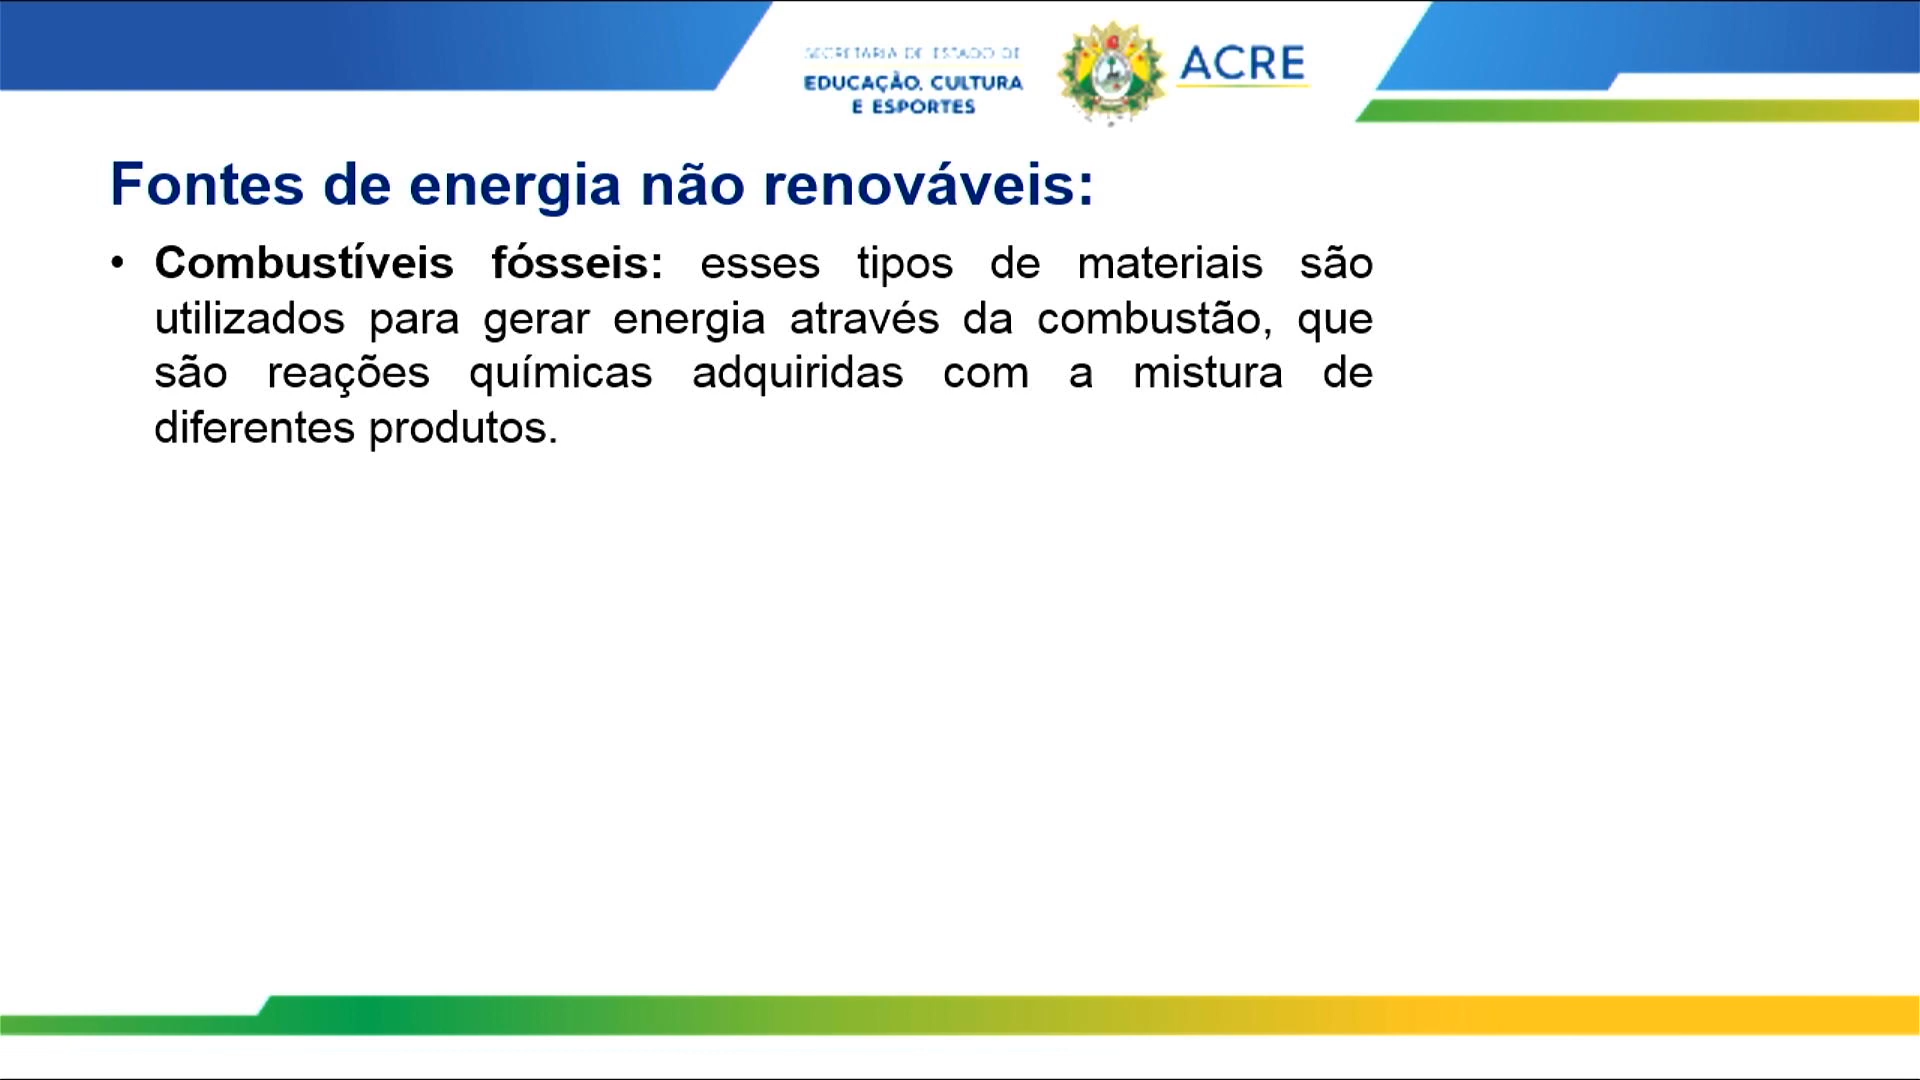 SECRETARIA DE ESTADO DE
EDUCAÇÃO, CULTURA
E ESPORTES
ACRE
Fontes de energia não renováveis:
• Combustíveis fósseis: esses tipos de materiais são
utilizados para gerar energia através da combustão, que
são reações químicas adquiridas com a mistura de
diferentes produtos.